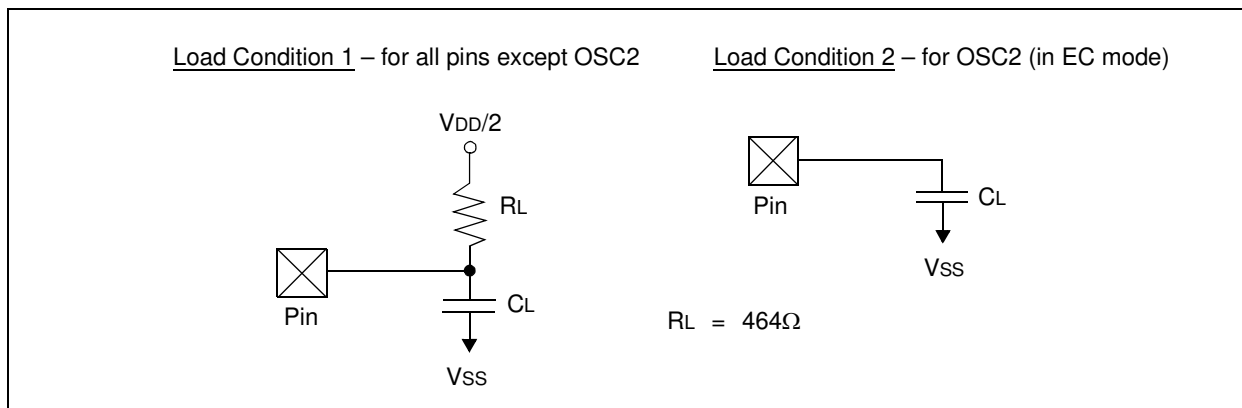 Load Condition 1 – for all pins except OSC2
Load Condition 2 – for OSC2 (in EC mode)
VDD/2
RL
Pin
CL
VSS
Pin
CL
VSS
RL = 464Ω